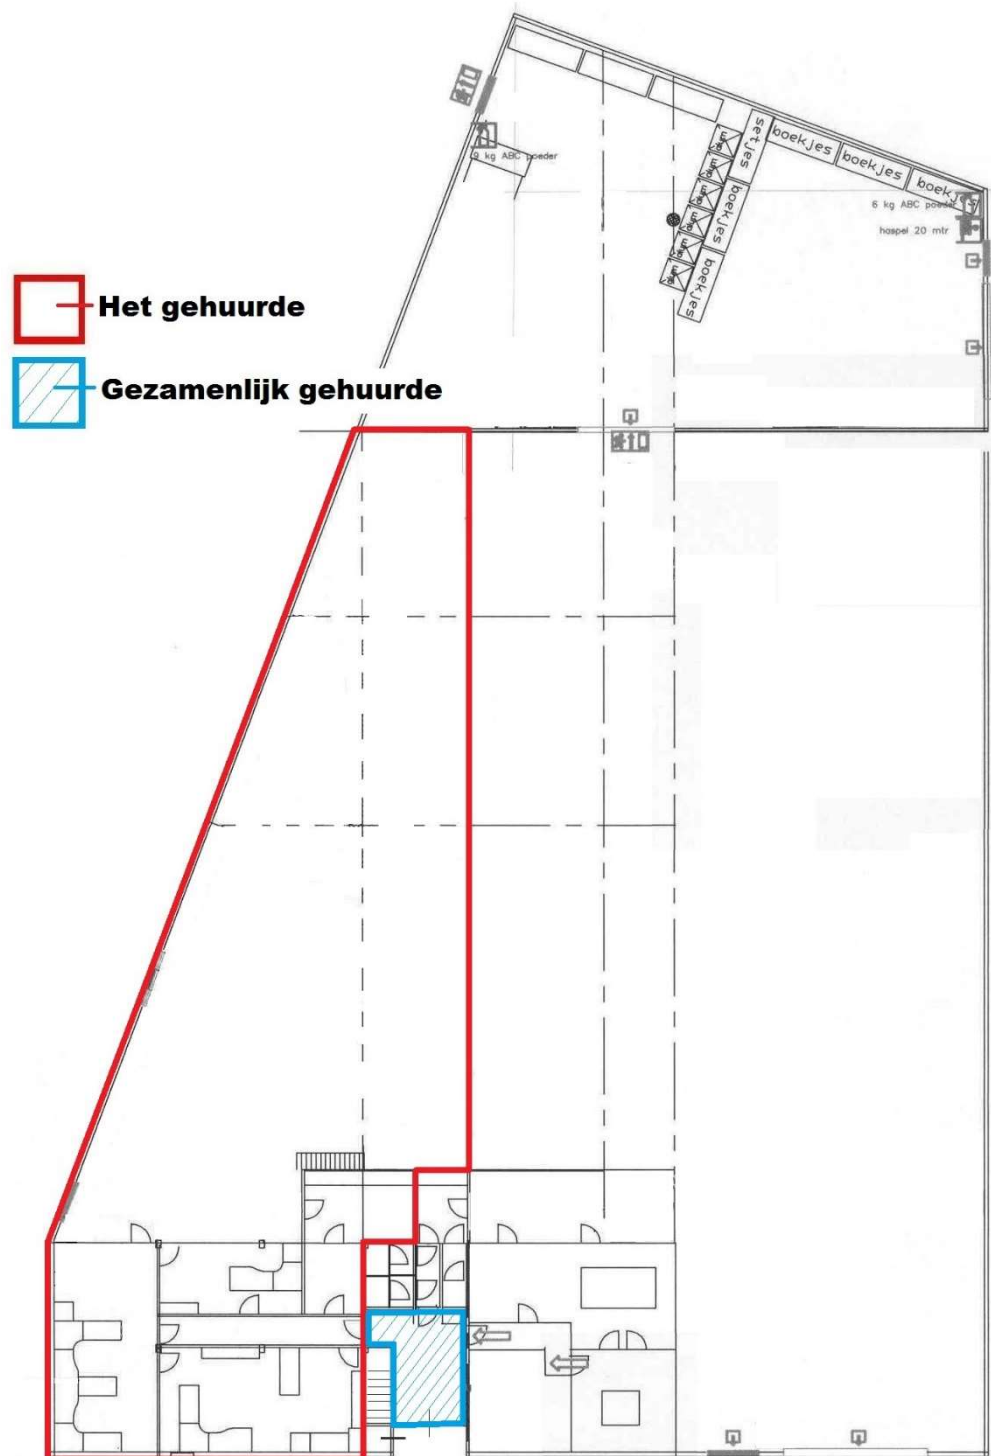 9 kg ABC poeder
setjes
boekjes
boekjes
boekjes
boekjes
boekjes
6 kg ABC poeder
haspel 20 mtr
Het gehuurde
Gezamenlijk gehuurde